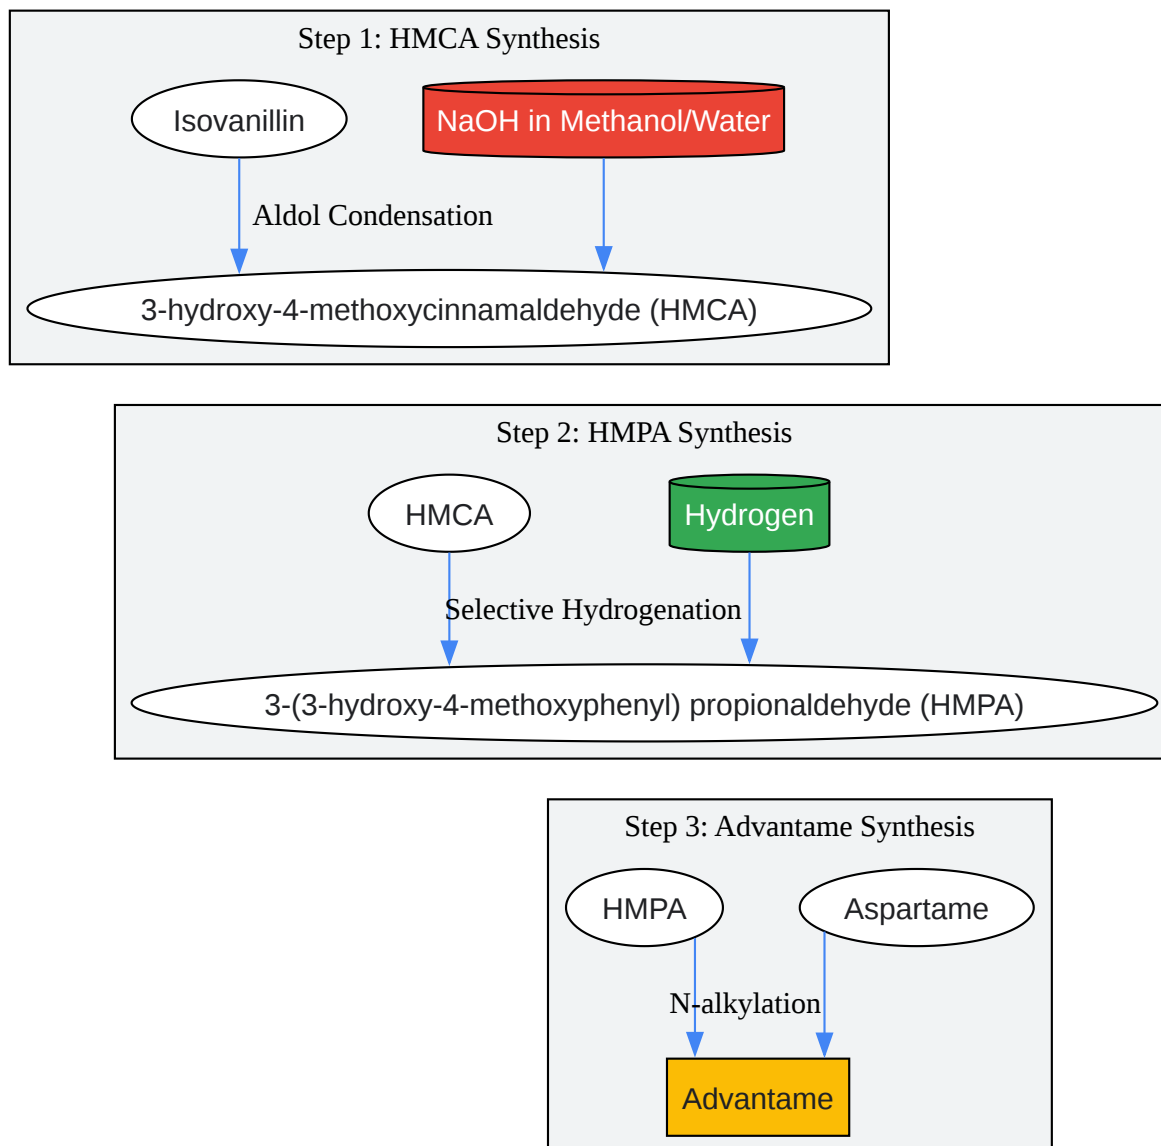 Step 1: HMCA Synthesis
Isovanillin
NaOH in Methanol/Water
Aldol Condensation
3-hydroxy-4-methoxycinnamaldehyde (HMCA)
Step 2: HMPA Synthesis
HMCA
Hydrogen
Selective Hydrogenation
3-(3-hydroxy-4-methoxyphenyl) propionaldehyde (HMPA)
Step 3: Advantame Synthesis
HMPA
Aspartame
N-alkylation
Advantame